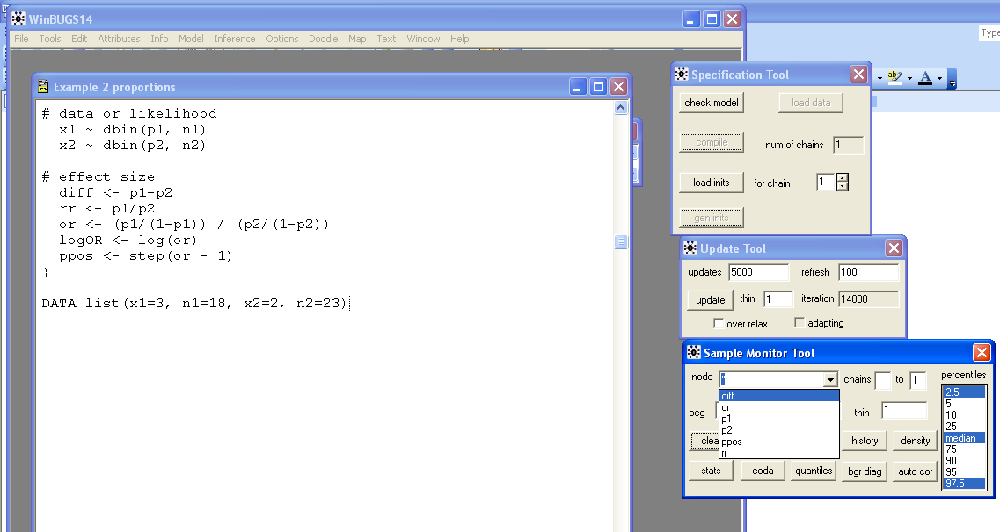 WinBUGS14
File Tools Edit Attributes Info Model Inference Options Doodle Map Text Window Help
Type
Example 2 proportions
# data or likelihood
x1 ~ dbin(p1, n1)
x2 ~ dbin(p2, n2)
# effect size
diff <- p1-p2
rr <- p1/p2
or <- (p1/(1-p1)) / (p2/(1-p2))
logOR <- log(or)
ppos <- step(or - 1)
}
DATA list(x1=3, n1=18, x2=2, n2=23)
Specification Tool
check model load data
compile num of chains 1
load inits for chain 1
gen inits
Update Tool
updates 5000 refresh 100
update thin 1 iteration 14000
over relax adapting
Sample Monitor Tool
node * chains 1 to 1 percentiles
diff
or
p1
p2
ppos
rr
beg thin 1
clea history density
stats coda quantiles bgr diag auto cor
2.5
5
10
25
median
75
90
95
97.5